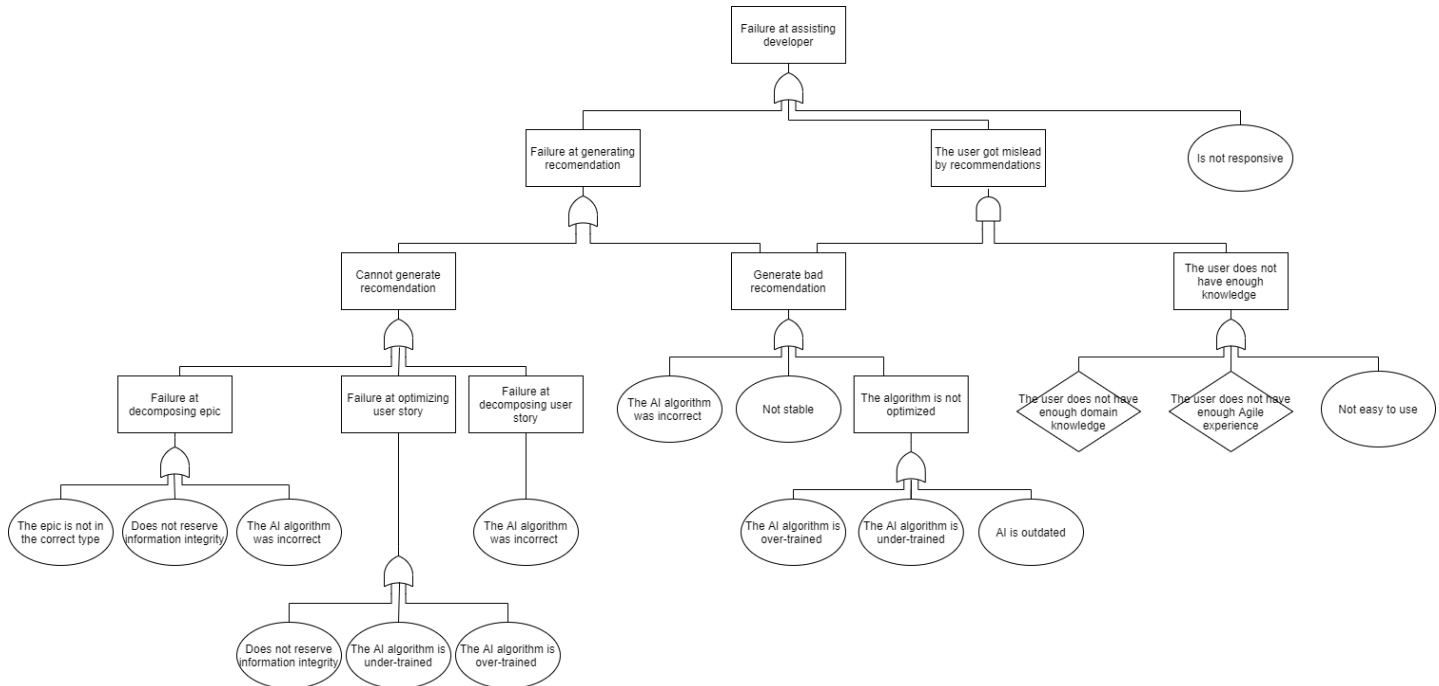 Failure at assisting
developer
Failure at generating
recomendation
The user got mislead
by recommendations
Is not responsive
Cannot generate
recomendation
Generate bad
recomendation
The user does not
have enough
knowledge
Failure at
decomposing epic
Failure at optimizing
user story
Failure at
decomposing user
story
The AI algorithm
was incorrect
Not stable
The algorithm is not
optimized
The user does not have
enough domain
knowledge
The user does not have
enough Agile
experience
Not easy to use
The epic is not in
the correct type
Does not reserve
information integrity
The AI algorithm
was incorrect
The AI algorithm
was incorrect
The AI algorithm is
over-trained
The AI algorithm is
under-trained
AI is outdated
Does not reserve
information integrity
The AI algorithm is
under-trained
The AI algorithm is
over-trained